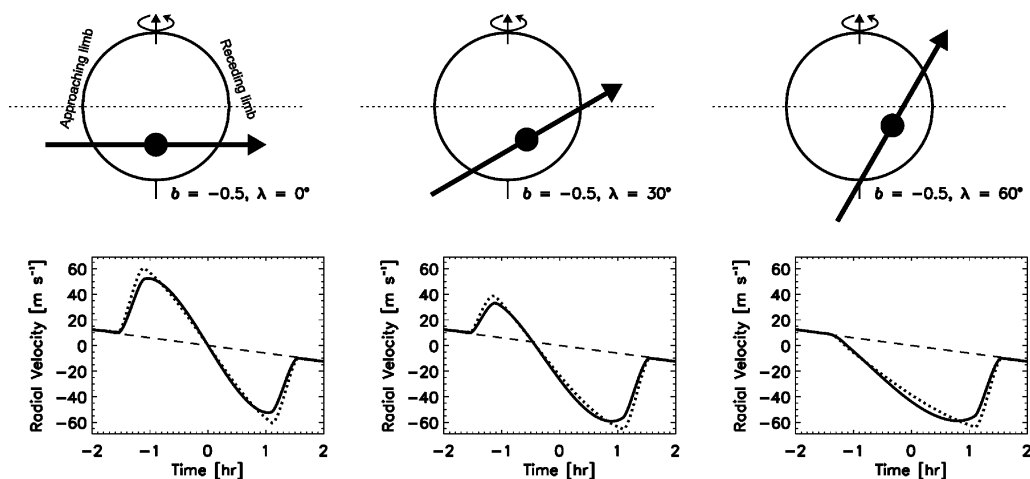 Approaching limb
Receding limb
b = −0.5, λ = 0°
b = −0.5, λ = 30°
b = −0.5, λ = 60°
Radial Velocity [m s⁻¹]
60
40
20
0
−20
−40
−60
−2 −1 0 1 2
Time [hr]
Radial Velocity [m s⁻¹]
60
40
20
0
−20
−40
−60
−2 −1 0 1 2
Time [hr]
Radial Velocity [m s⁻¹]
60
40
20
0
−20
−40
−60
−2 −1 0 1 2
Time [hr]